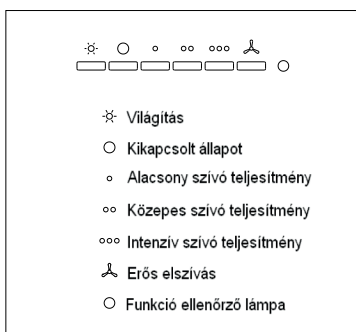 Világítás
Kikapcsolt állapot
Alacsony szívó teljesítmény
Közepes szívó teljesítmény
Intenzív szívó teljesítmény
Erős elszívás
Funkció ellenőrző lámpa